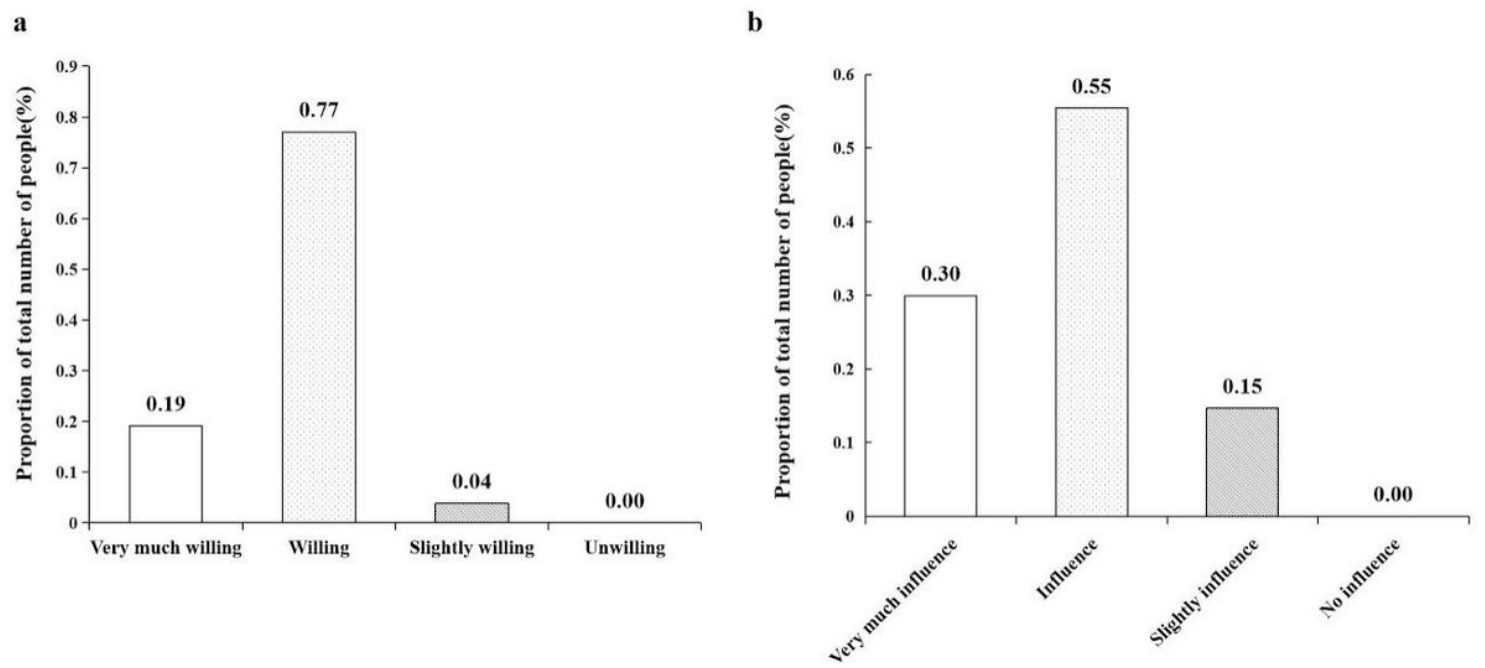 a
Proportion of total number of people(%)
0.9
0.8
0.7
0.6
0.5
0.4
0.3
0.2
0.1
0
0.19
0.77
0.04
0.00
Very much willing
Willing
Slightly willing
Unwilling
b
Proportion of total number of people(%)
0.6
0.5
0.4
0.3
0.2
0.1
0
0.30
0.55
0.15
0.00
Very much influence
Influence
Slightly influence
No influence